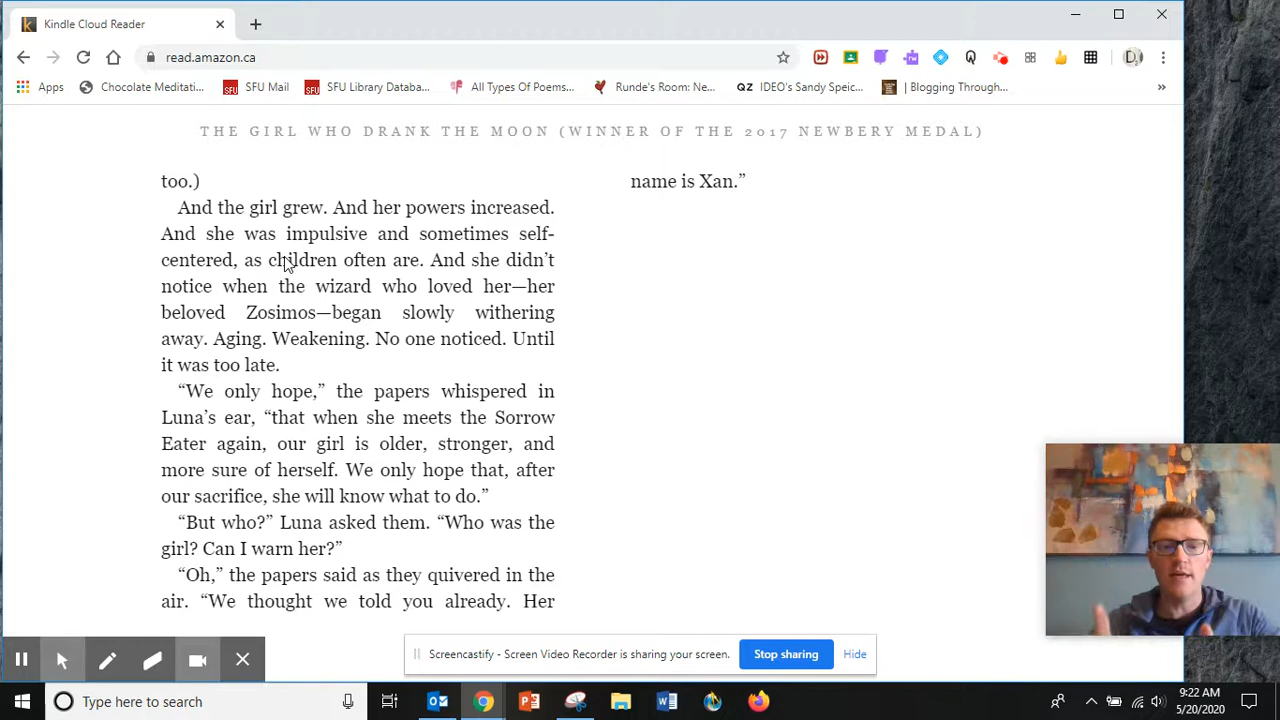 Kindle Cloud Reader
read.amazon.ca
Apps
Chocolate Meditati...
SFU
SFU Mail
SFU
SFU Library Databa...
All Types Of Poems...
Runde's Room: Ne...
QZ
IDEO's Sandy Speic...
| Blogging Through...
»
THE GIRL WHO DRANK THE MOON (WINNER OF THE 2017 NEWBERY MEDAL)
too.)
And the girl grew. And her powers increased.
And she was impulsive and sometimes self-
centered, as children often are. And she didn’t
notice when the wizard who loved her—her
beloved Zosimos—began slowly withering
away. Aging. Weakening. No one noticed. Until
it was too late.
“We only hope,” the papers whispered in
Luna’s ear, “that when she meets the Sorrow
Eater again, our girl is older, stronger, and
more sure of herself. We only hope that, after
our sacrifice, she will know what to do.”
“But who?” Luna asked them. “Who was the
girl? Can I warn her?”
“Oh,” the papers said as they quivered in the
air. “We thought we told you already. Her
name is Xan.”
Screencastify - Screen Video Recorder is sharing your screen.
Stop sharing
Hide
Type here to search
9:22 AM
5/20/2020